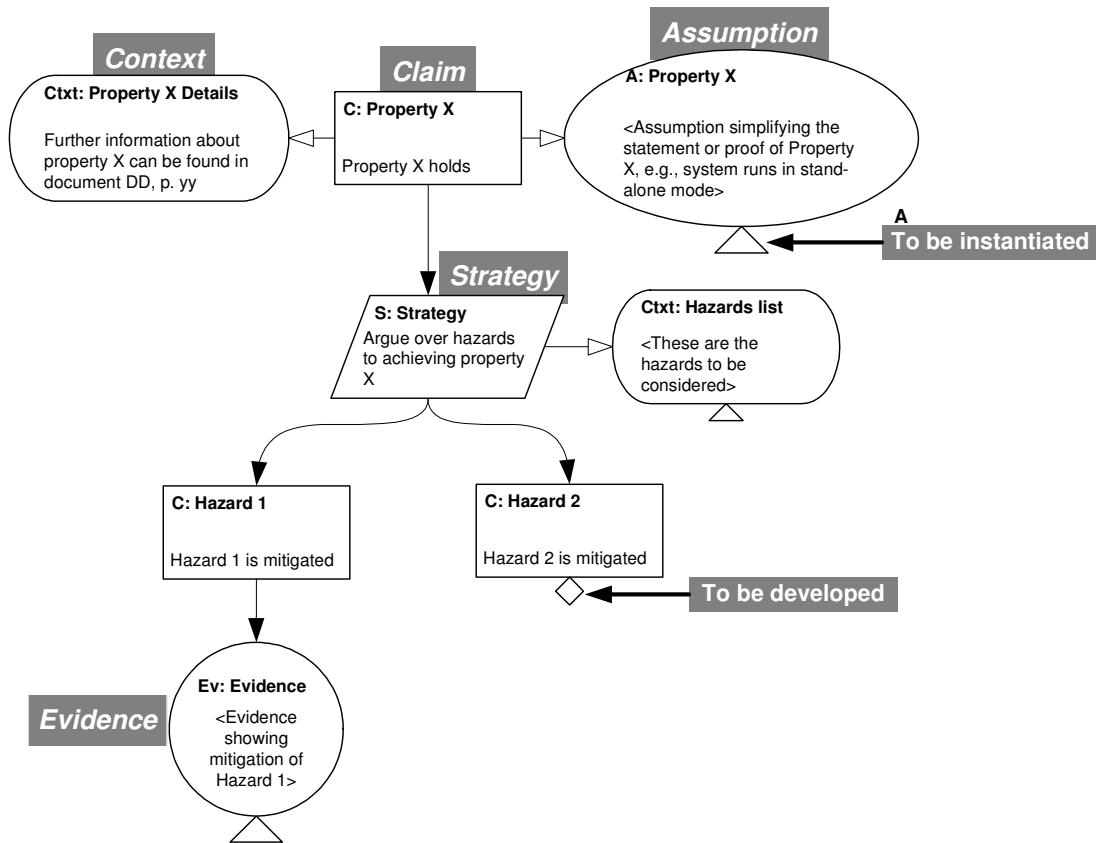 Context
Claim
Assumption
Ctxt: Property X Details
Further information about
property X can be found in
document DD, p. yy
C: Property X
Property X holds
A: Property X
<Assumption simplifying the
statement or proof of Property
X, e.g., system runs in stand-
alone mode>
A
To be instantiated
Strategy
S: Strategy
Argue over hazards
to achieving property
X
Ctxt: Hazards list
<These are the
hazards to be
considered>
C: Hazard 1
Hazard 1 is mitigated
C: Hazard 2
Hazard 2 is mitigated
To be developed
Evidence
Ev: Evidence
<Evidence
showing
mitigation of
Hazard 1>